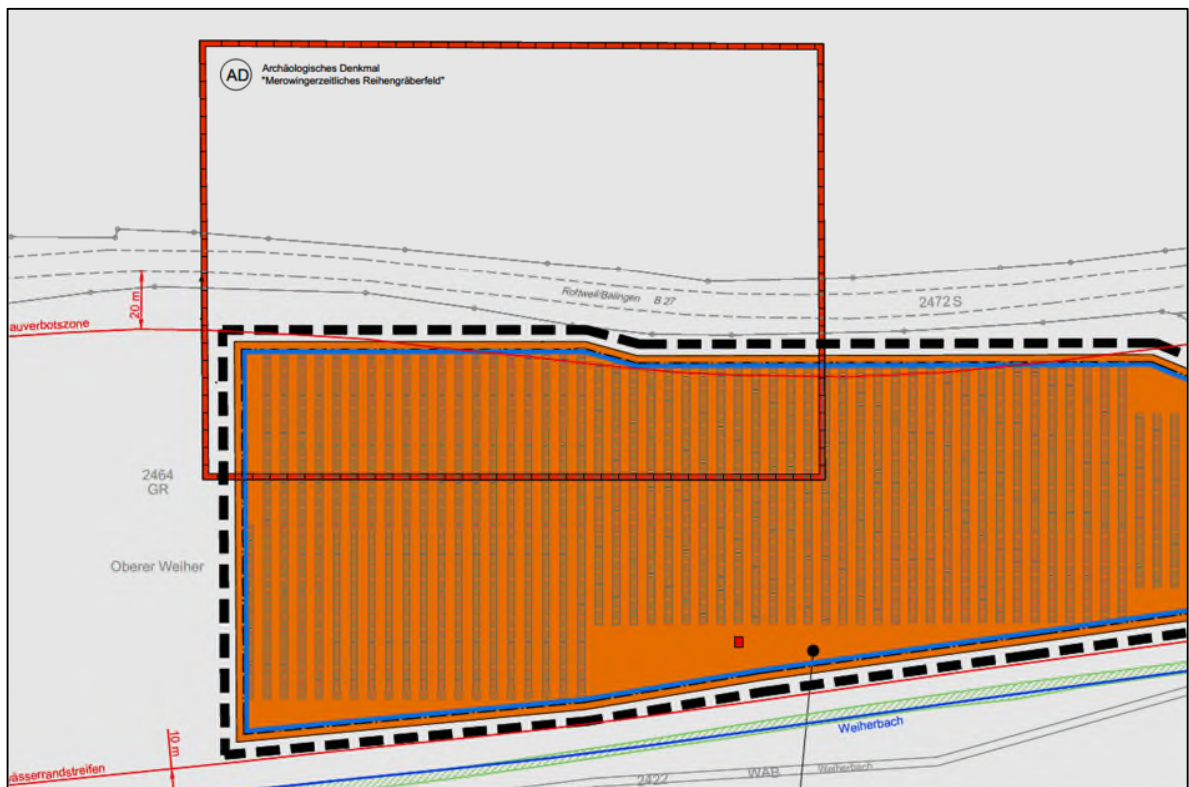 AD
Archäologisches Denkmal
"Merowingerzeitliches Reihengräberfeld"
Rottweil/Balingen B 27
2472 S
20 m
auverbotszone
2464
GR
Oberer Weiher
Weiherbach
10 m
wässerrandstreifen
2422
WAB
Weiherbach